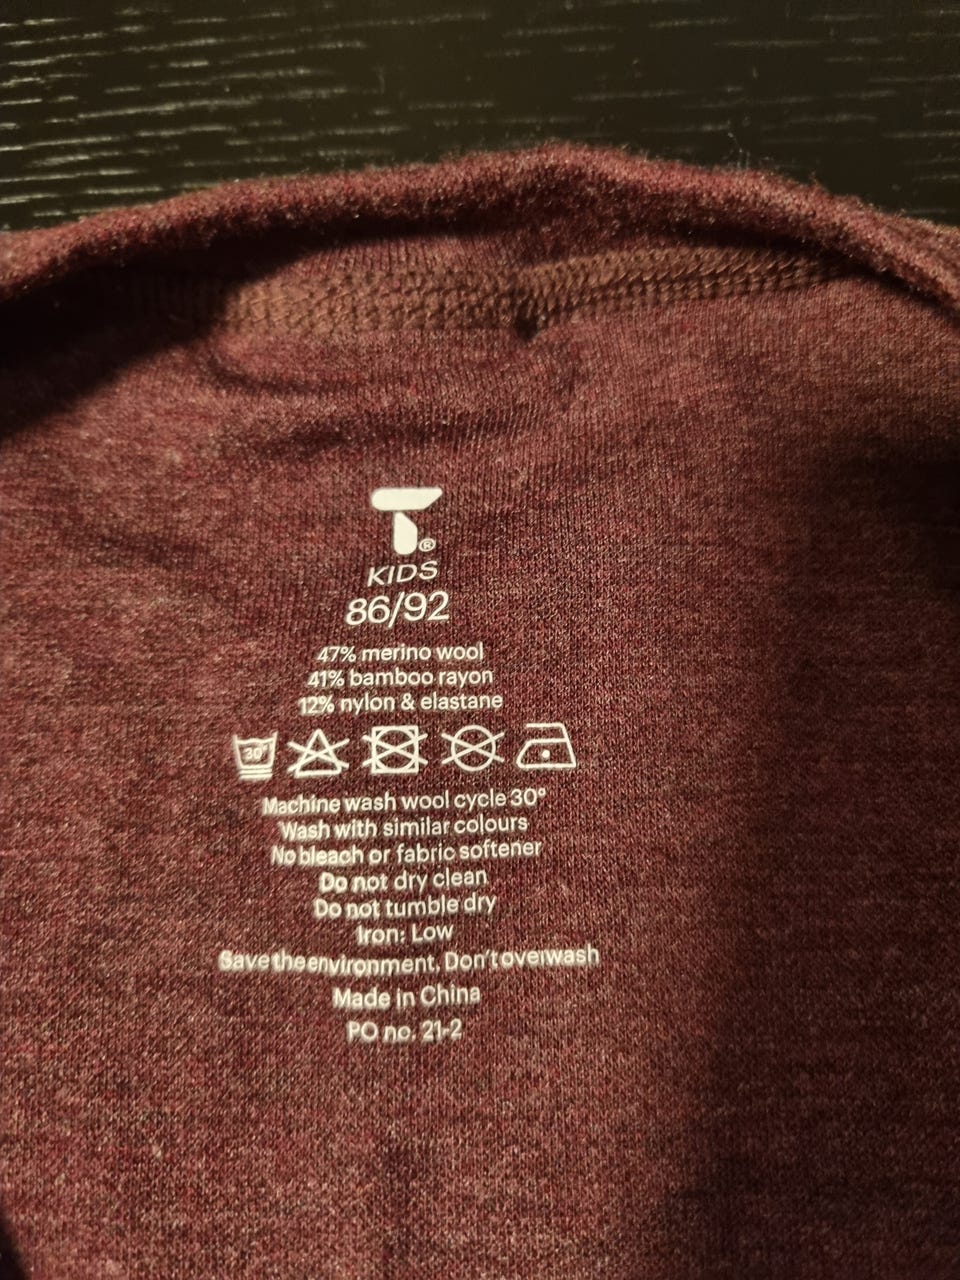 T®
KIDS
86/92
47% merino wool
41% bamboo rayon
12% nylon & elastane
30°
Machine wash wool cycle 30°
Wash with similar colours
No bleach or fabric softener
Do not dry clean
Do not tumble dry
Iron: Low
Save the environment. Don't overwash
Made in China
PO no. 21-2